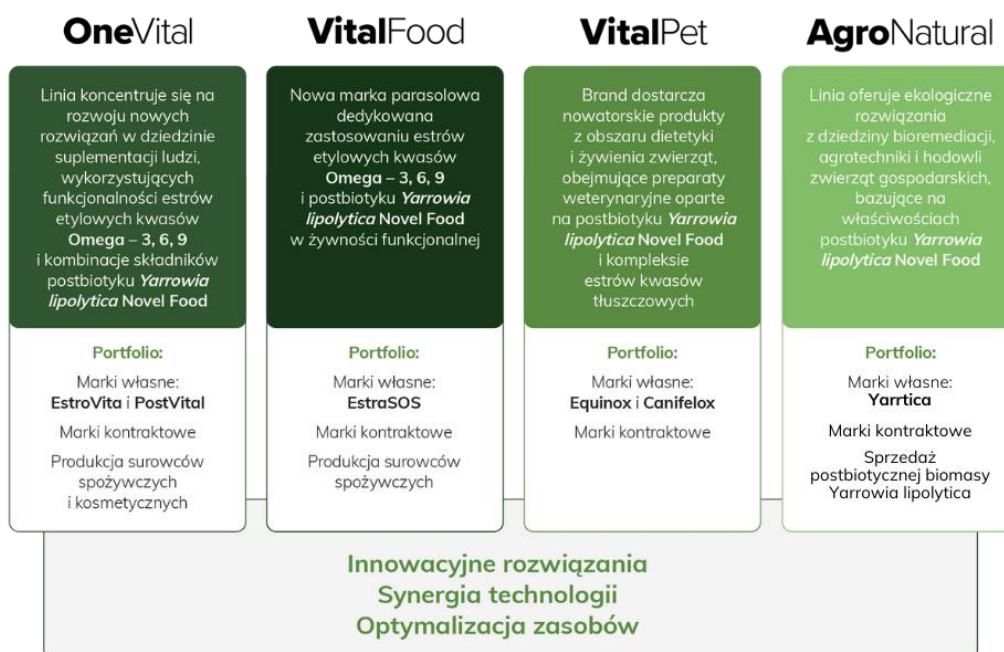 OneVital
Linia koncentruje się na
rozwoju nowych
rozwiązań w dziedzinie
suplementacji ludzi,
wykorzystujących
funkcjonalności estrów
etylowych kwasów
Omega – 3, 6, 9
i kombinacje składników
postbiotyku Yarrowia
lipolytica Novel Food
Portfolio:
Marki własne:
EstroVita i PostVital
Marki kontraktowe
Produkcja surowców
spożywczych
i kosmetycznych
VitalFood
Nowa marka parasolowa
dedykowana
zastosowaniu estrów
etylowych kwasów
Omega – 3, 6, 9
i postbiotyku Yarrowia
lipolytica Novel Food
w żywności funkcjonalnej
Portfolio:
Marki własne:
EstraSOS
Marki kontraktowe
Produkcja surowców
spożywczych
VitalPet
Brand dostarcza
nowatorskie produkty
z obszaru dietetyki
i żywienia zwierząt,
obejmujące preparaty
weterynaryjne oparte
na postbiotyku Yarrowia
lipolytica Novel Food
i kompleksie
estrów kwasów
tłuszczowych
Portfolio:
Marki własne:
Equinox i Canifelox
Marki kontraktowe
AgroNatural
Linia oferuje ekologiczne
rozwiązania
z dziedziny bioremediacji,
agrotechniki i hodowli
zwierząt gospodarskich,
bazujące na
właściwościach
postbiotyku Yarrowia
lipolytica Novel Food
Portfolio:
Marki własne:
Yarrtica
Marki kontraktowe
Sprzedaż
postbiotycznej biomasy
Yarrowia lipolytica
Innowacyjne rozwiązania
Synergia technologii
Optymalizacja zasobów